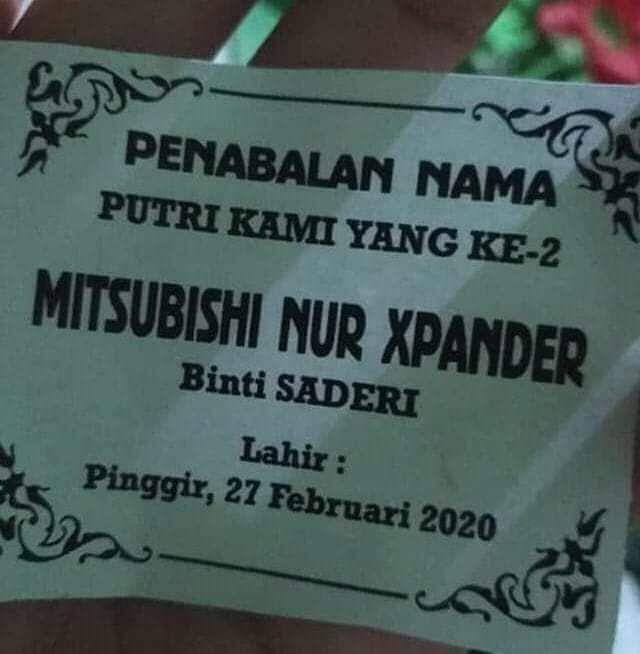 PENABALAN NAMA
PUTRI KAMI YANG KE-2
MITSUBISHI NUR XPANDER
Binti SADERI
Lahir :
Pinggir, 27 Februari 2020